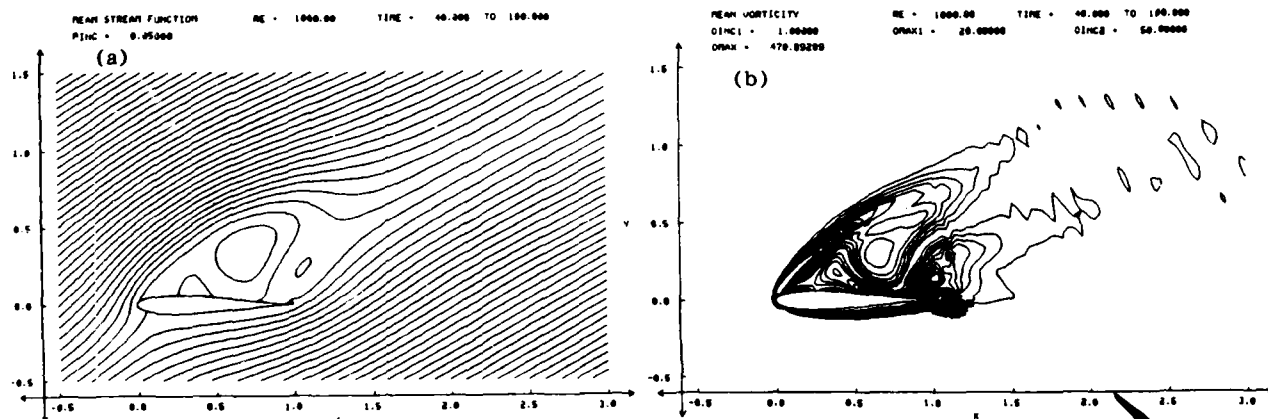 MEAN STREAM FUNCTION RE = 1000.00 TIME = 40.000 TO 100.000
PINC = 0.05000
(a)
1.5
1.0
0.5
0.0
-0.5
-0.5 0.0 0.5 1.0 1.5 2.0 2.5 3.0
MEAN VORTICITY RE = 1000.00 TIME = 40.000 TO 100.000
OINC1 = 1.00000 OMAX1 = 20.00000 OINC2 = 50.00000
OMAX = 470.89209
(b)
1.5
1.0
Y
0.5
0.0
-0.5
-0.5 0.0 0.5 1.0 1.5 2.0 2.5 3.0
X